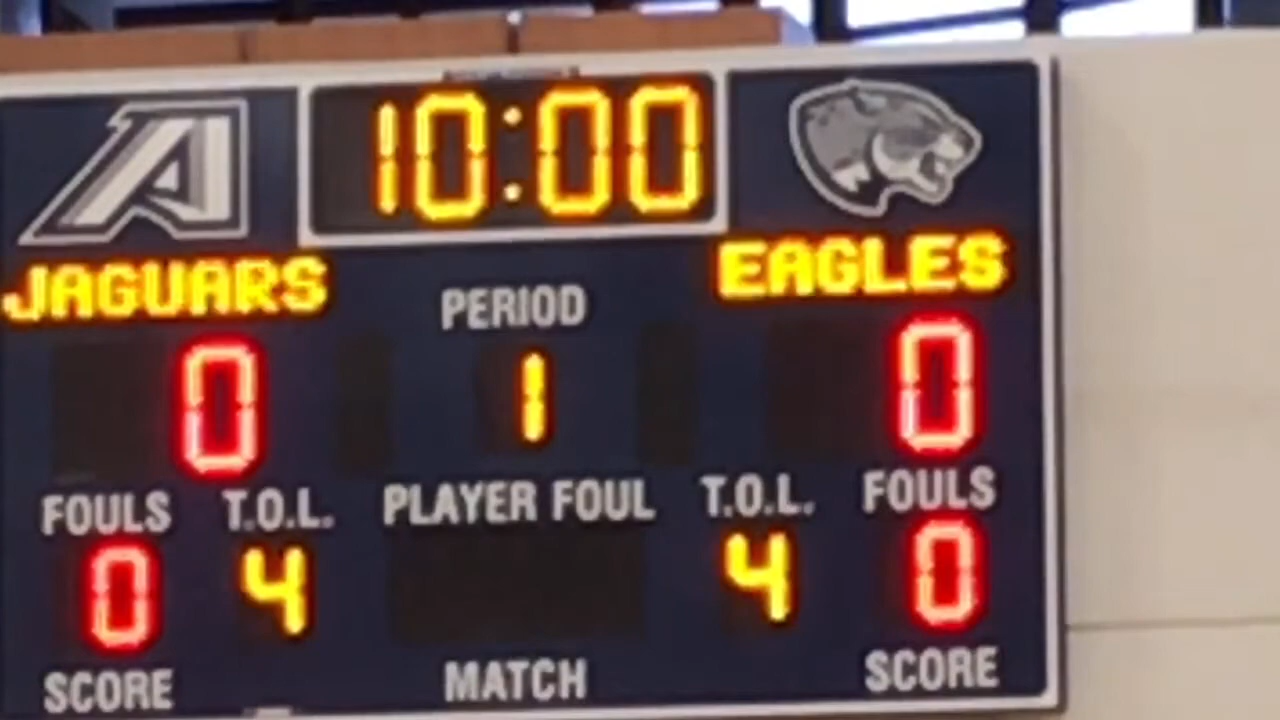 A
10:00
JAGUARS
EAGLES
PERIOD
0
1
0
FOULS T.O.L. PLAYER FOUL T.O.L. FOULS
0 4 4 0
SCORE MATCH SCORE